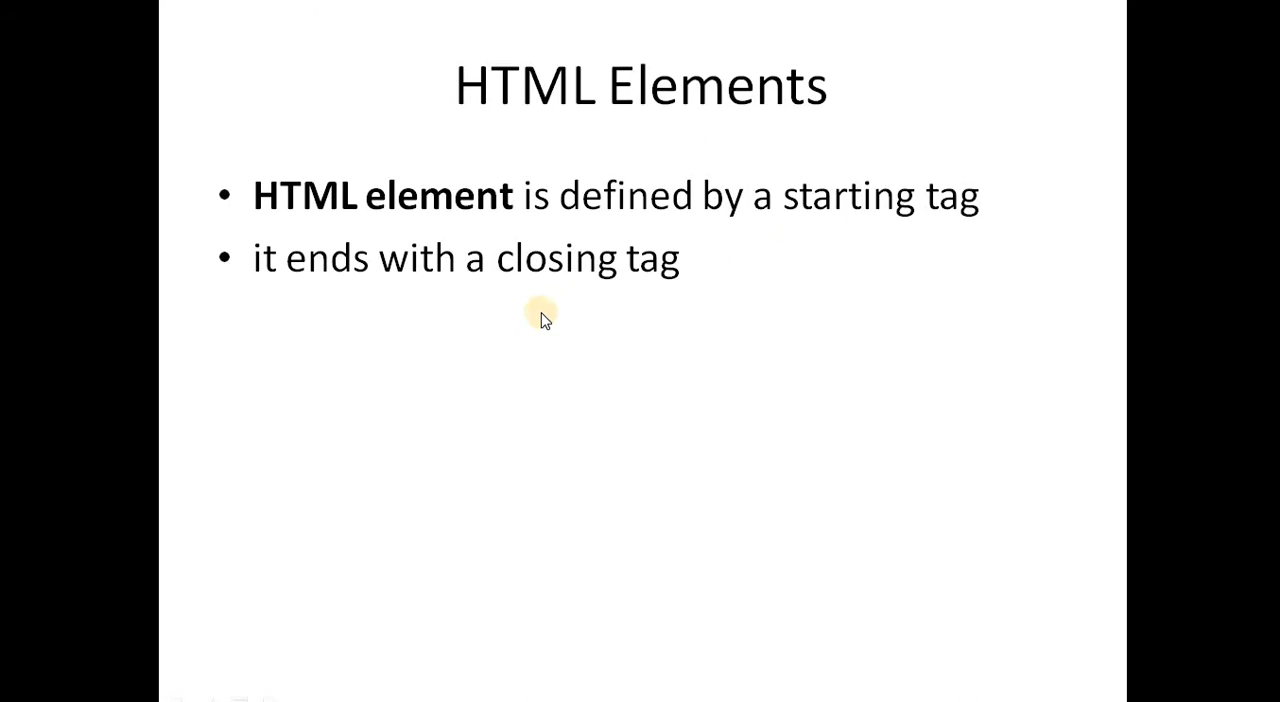 HTML Elements
• HTML element is defined by a starting tag
• it ends with a closing tag